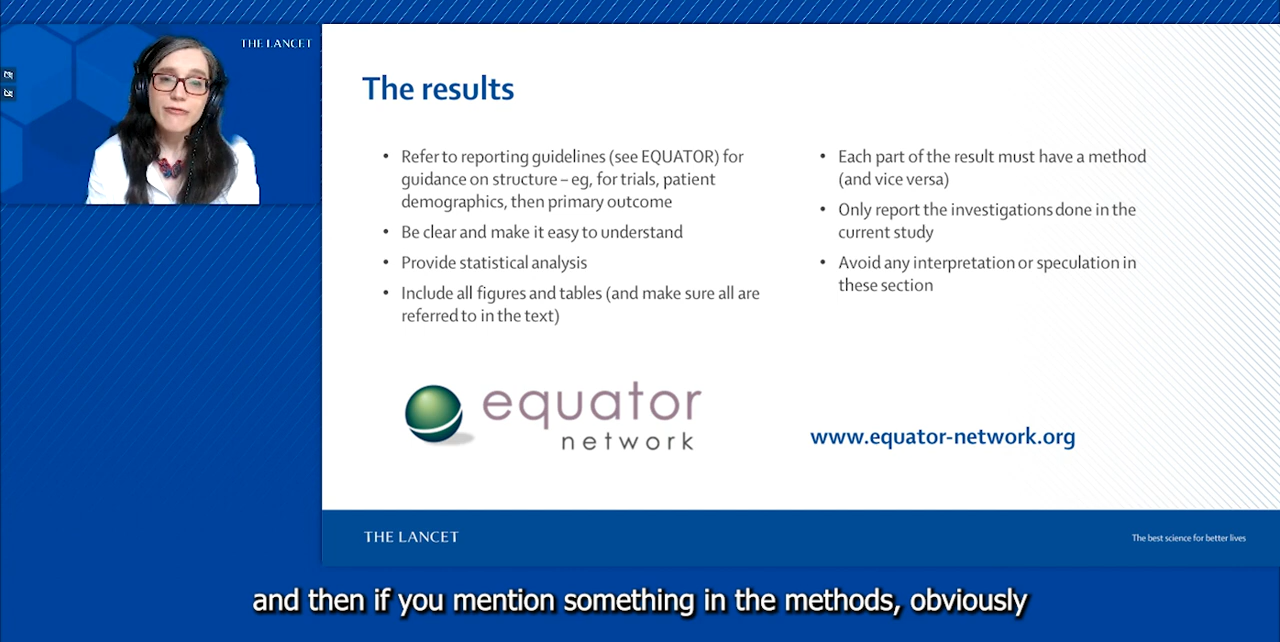 THE LANCET
The results
• Refer to reporting guidelines (see EQUATOR) for
guidance on structure – eg, for trials, patient
demographics, then primary outcome
• Be clear and make it easy to understand
• Provide statistical analysis
• Include all figures and tables (and make sure all are
referred to in the text)
• Each part of the result must have a method
(and vice versa)
• Only report the investigations done in the
current study
• Avoid any interpretation or speculation in
these section
equator
network
www.equator-network.org
THE LANCET
The best science for better lives
and then if you mention something in the methods, obviously